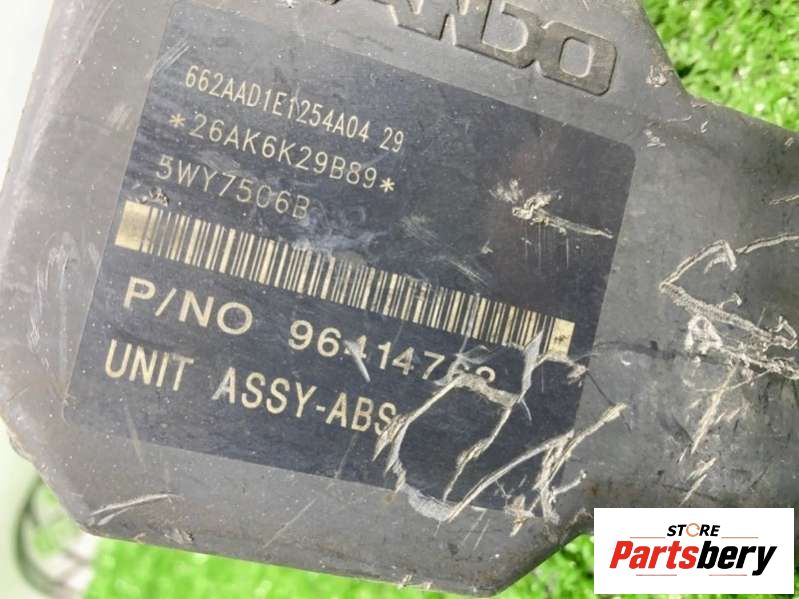 662AAD1E1254A04 29
*26AK6K29B89*
5WY7506B
P/NO
UNIT ASSY-ABS
STORE
Partsbery